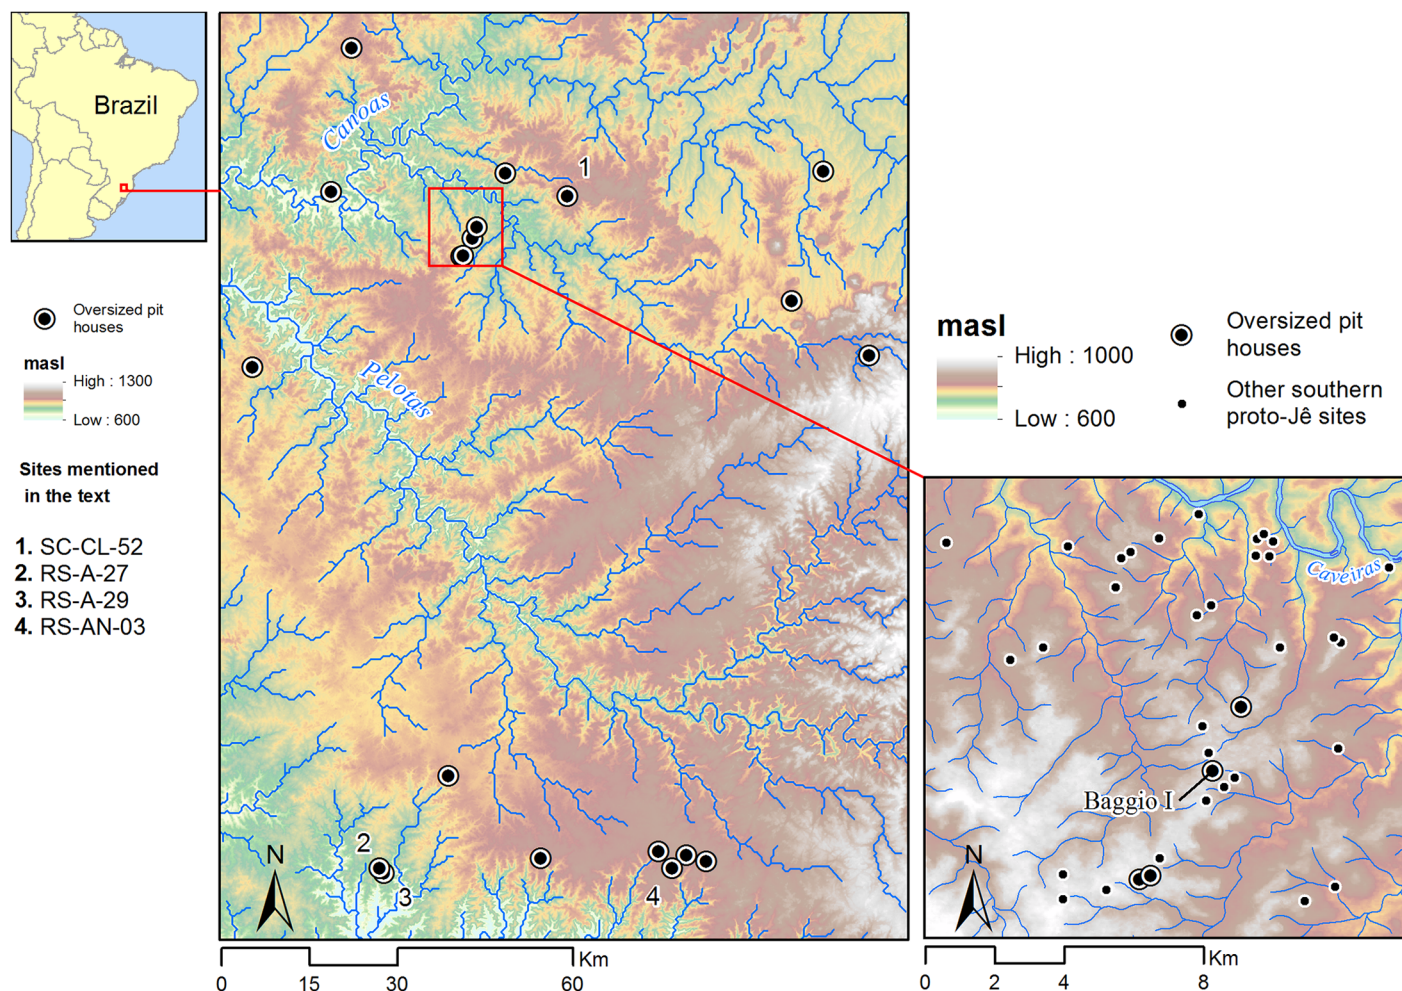 Brazil
Oversized pit
houses
masl
High : 1300
Low : 600
Sites mentioned
in the text
1. SC-CL-52
2. RS-A-27
3. RS-A-29
4. RS-AN-03
Canoas
1
Pelotas
2
3
4
N
0
15
30
60
Km
masl
High : 1000
Low : 600
Oversized pit
houses
Other southern
proto-Jê sites
Caveiras
Baggio I
N
0
2
4
8
Km